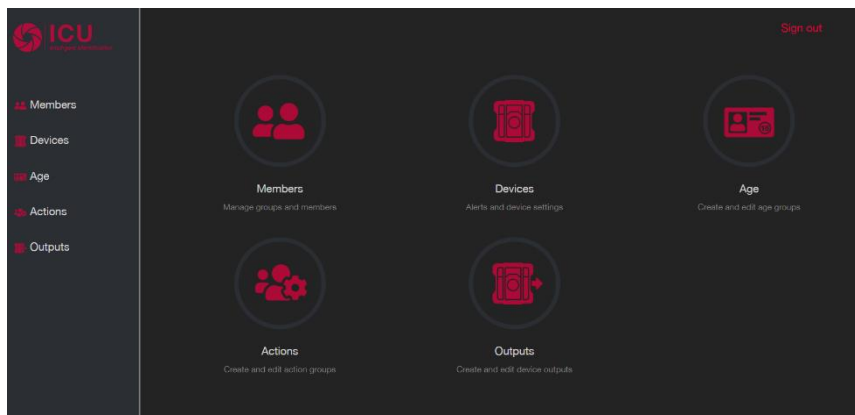 ICU
Sign out
Members
Devices
Age
Actions
Outputs
Members
Manage groups and members
Devices
Alerts and device settings
Age
Create and edit age groups
Actions
Create and edit action groups
Outputs
Create and edit device outputs